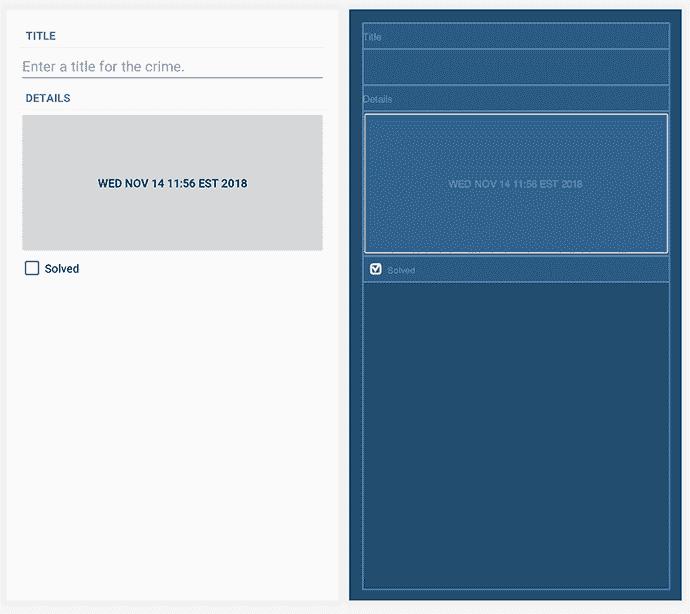 TITLE
Enter a title for the crime.
DETAILS
WED NOV 14 11:56 EST 2018
Solved
Title
Details
WED NOV 14 11:56 EST 2018
Solved